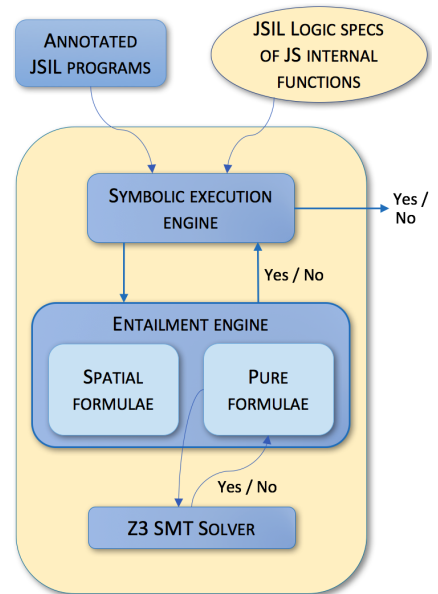 ANNOTATED
JSIL PROGRAMS
JSIL LOGIC SPECS
OF JS INTERNAL
FUNCTIONS
SYMBOLIC EXECUTION
ENGINE
Yes /
No
Yes / No
ENTAILMENT ENGINE
SPATIAL
FORMULAE
PURE
FORMULAE
Yes / No
Z3 SMT SOLVER